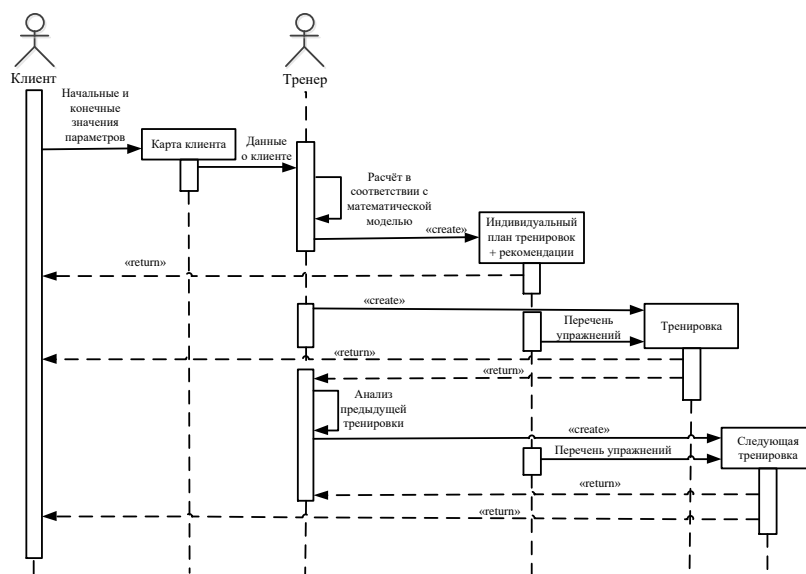 Клиент
Тренер
Начальные и
конечные
значения
параметров
Карта клиента
Данные
о клиенте
Расчёт в
соответствии с
математической
моделью
«create»
Индивидуальный
план тренировок
+ рекомендации
«return»
«create»
Перечень
упражнений
Тренировка
«return»
«return»
Анализ
предыдущей
тренировки
«create»
Следующая
тренировка
Перечень упражнений
«return»
«return»